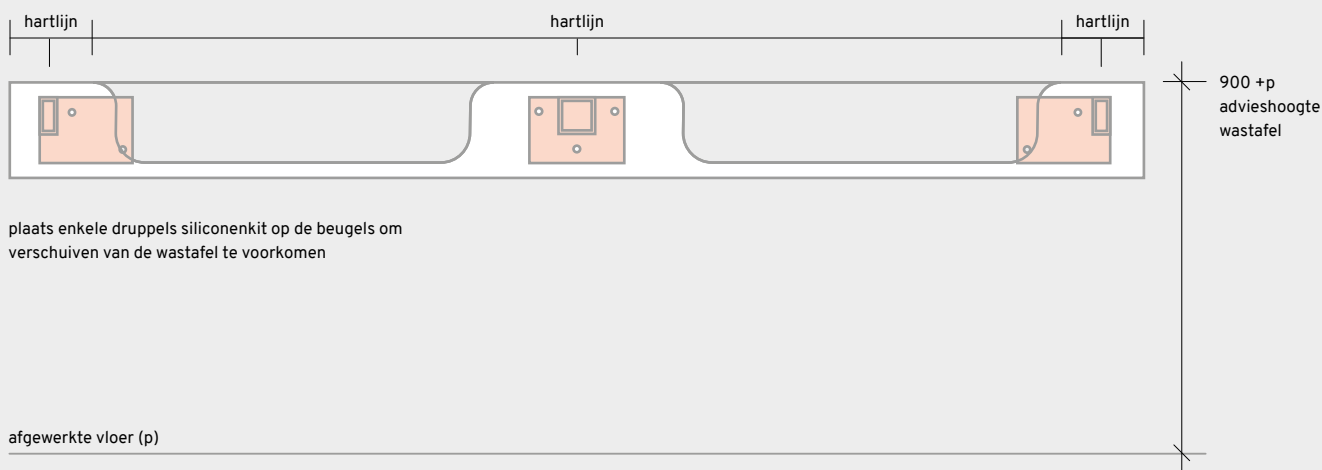 hartlijn
hartlijn
hartlijn
900 +p
advieshoogte
wastafel
plaats enkele druppels siliconenkit op de beugels om
verschuiven van de wastafel te voorkomen
afgewerkte vloer (p)